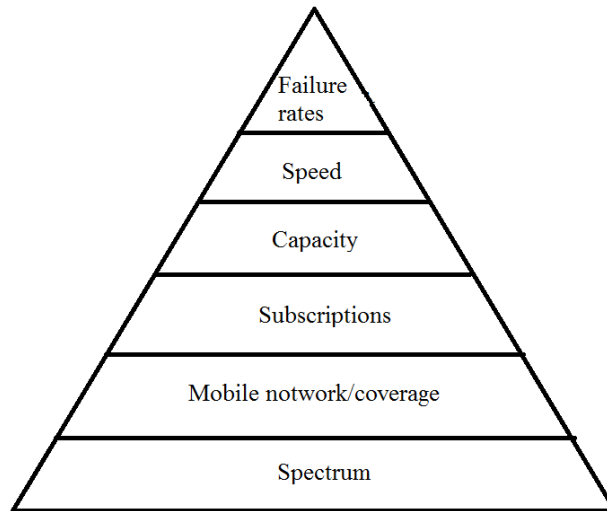 Failure
rates
Speed
Capacity
Subscriptions
Mobile notwork/coverage
Spectrum